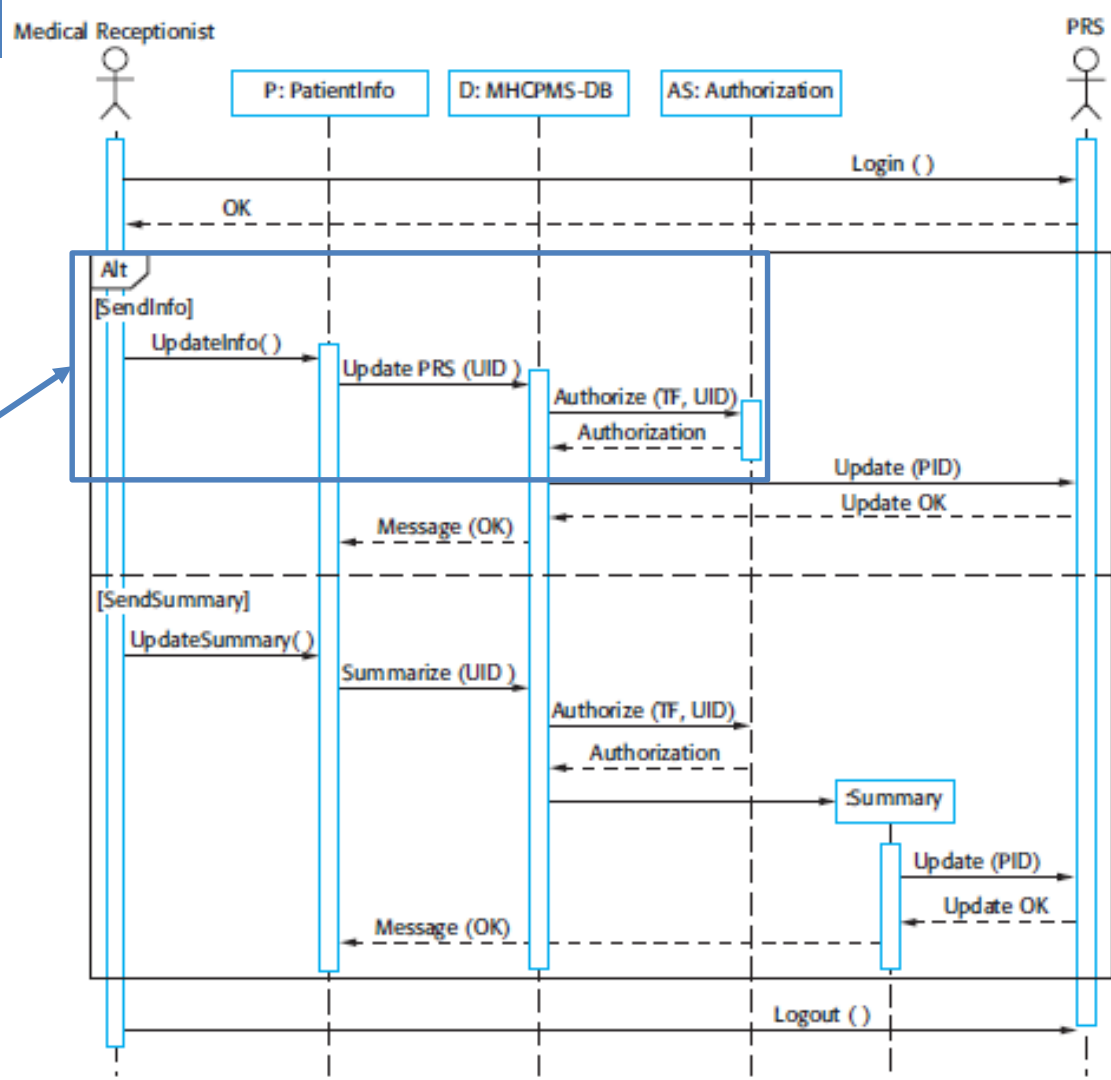 Medical Receptionist
PRS
P: PatientInfo
D: MHCPMS-DB
AS: Authorization
Login ( )
OK
Alt
[SendInfo]
UpdateInfo( )
Update PRS (UID )
Authorize (TF, UID)
Authorization
Update (PID)
Update OK
Message (OK)
[SendSummary]
UpdateSummary( )
Summarize (UID )
Authorize (TF, UID)
Authorization
:Summary
Update (PID)
Update OK
Message (OK)
Logout ( )